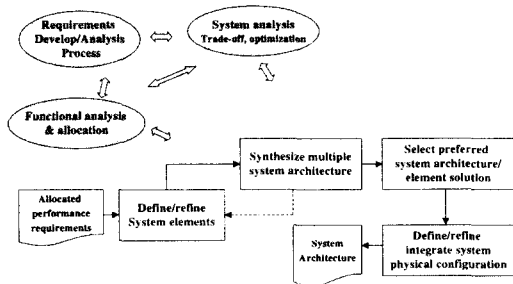 Requirements
Develop/Analysis
Process
System analysis
Trade-off, optimization
Functional analysis
& allocation
Synthesize multiple
system architecture
Select preferred
system architecture/
element solution
Allocated
performance
requirements
Define/refine
System elements
System
Architecture
Define/refine
integrate system
physical configuration